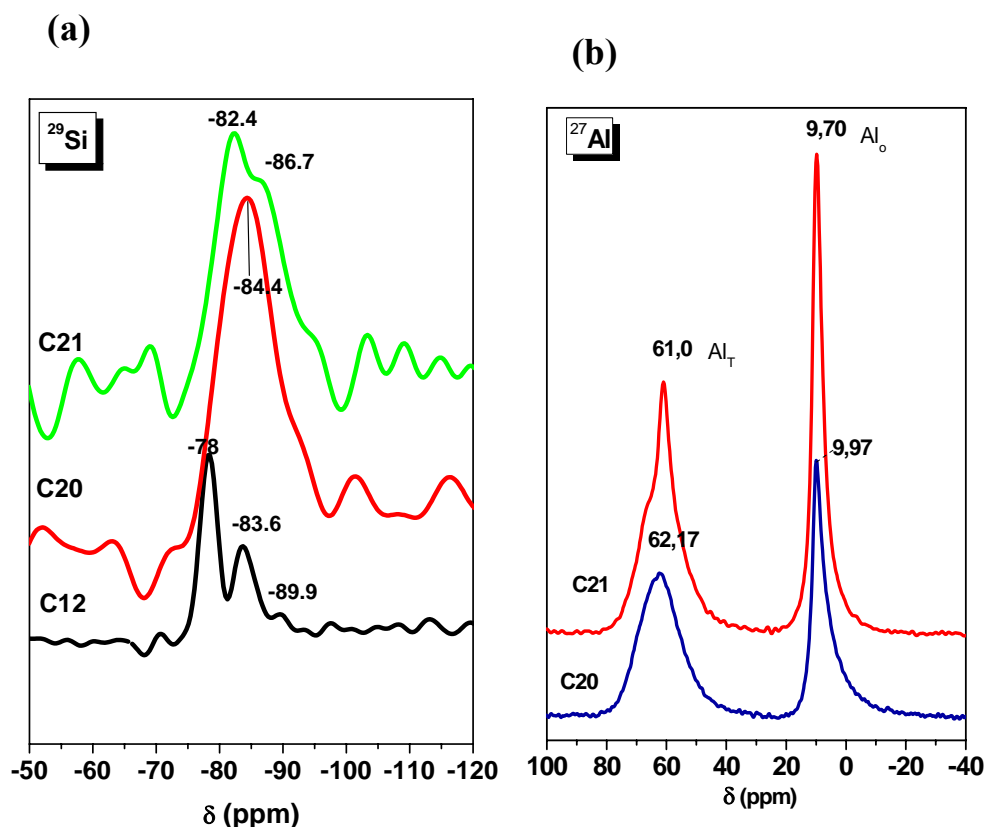 (a)
(b)
29Si
-82.4
-86.7
-84.4
C21
-78
C20
-83.6
-89.9
C12
-50 -60 -70 -80 -90 -100 -110 -120
δ (ppm)
27Al
9,70 Alo
61,0 AlT
9,97
62,17
C21
C20
100 80 60 40 20 0 -20 -40
δ (ppm)